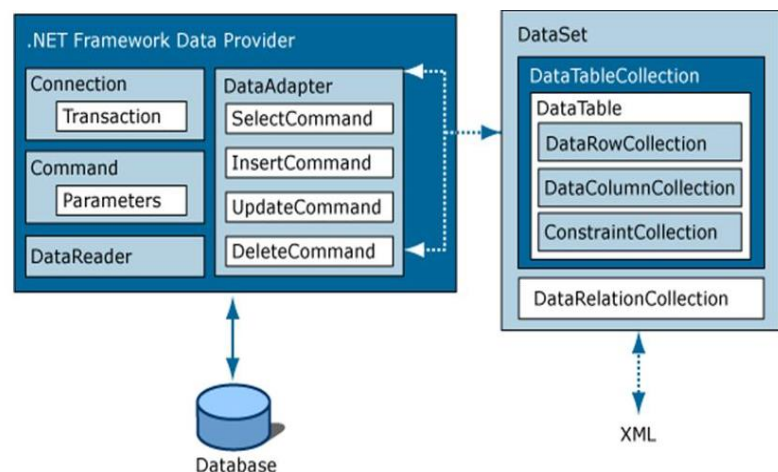 .NET Framework Data Provider
Connection
Transaction
Command
Parameters
DataReader
DataAdapter
SelectCommand
InsertCommand
UpdateCommand
DeleteCommand
Database
DataSet
DataTableCollection
DataTable
DataRowCollection
DataColumnCollection
ConstraintCollection
DataRelationCollection
XML